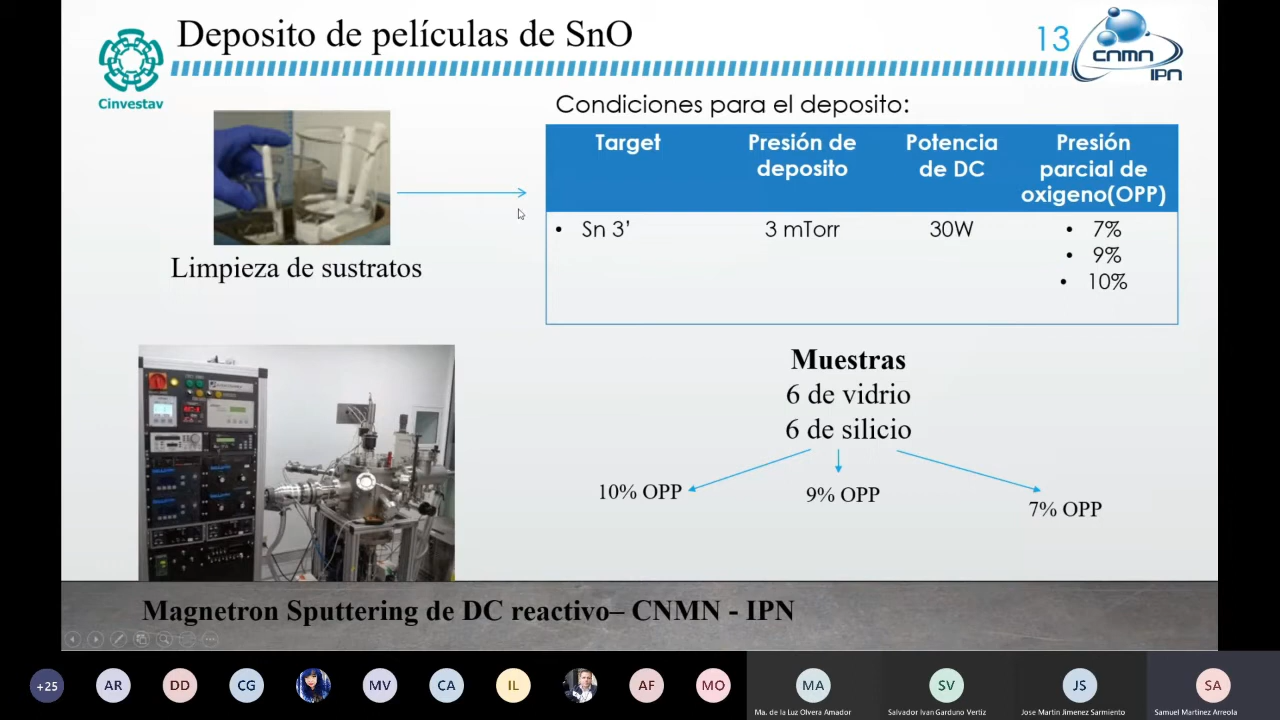 Deposito de películas de SnO
13
cnmn
IPN
Cinvestav
Condiciones para el deposito:
Target
Presión de
deposito
Potencia
de DC
Presión
parcial de
oxigeno(OPP)
• Sn 3’
3 mTorr
30W
• 7%
• 9%
• 10%
Limpieza de sustratos
Muestras
6 de vidrio
6 de silicio
10% OPP
9% OPP
7% OPP
Magnetron Sputtering de DC reactivo– CNMN - IPN
+25
AR
DD
CG
MV
CA
IL
AF
MO
MA
SV
JS
SA
Ma. de la Luz Olvera Amador
Salvador Ivan Garduno Vertiz
Jose Martin Jimenez Sarmiento
Samuel Martinez Arreola